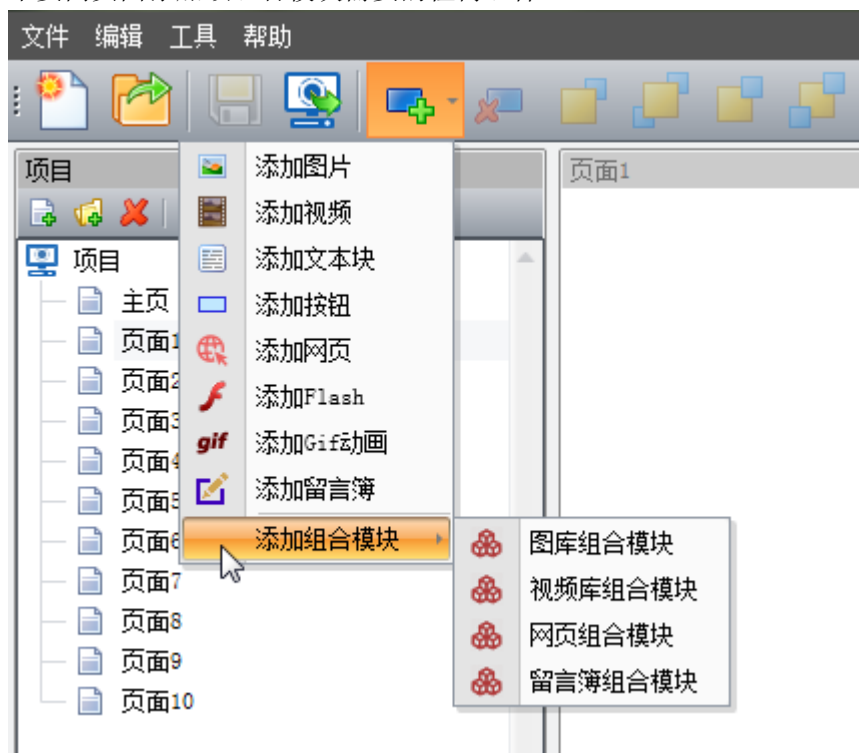 文件 编辑 工具 帮助
项目
页面1
添加图片
添加视频
添加文本块
添加按钮
添加网页
添加Flash
gif 添加Gif动画
添加留言簿
添加组合模块
图库组合模块
视频库组合模块
网页组合模块
留言簿组合模块
项目
主页
页面1
页面2
页面3
页面4
页面5
页面6
页面7
页面8
页面9
页面10